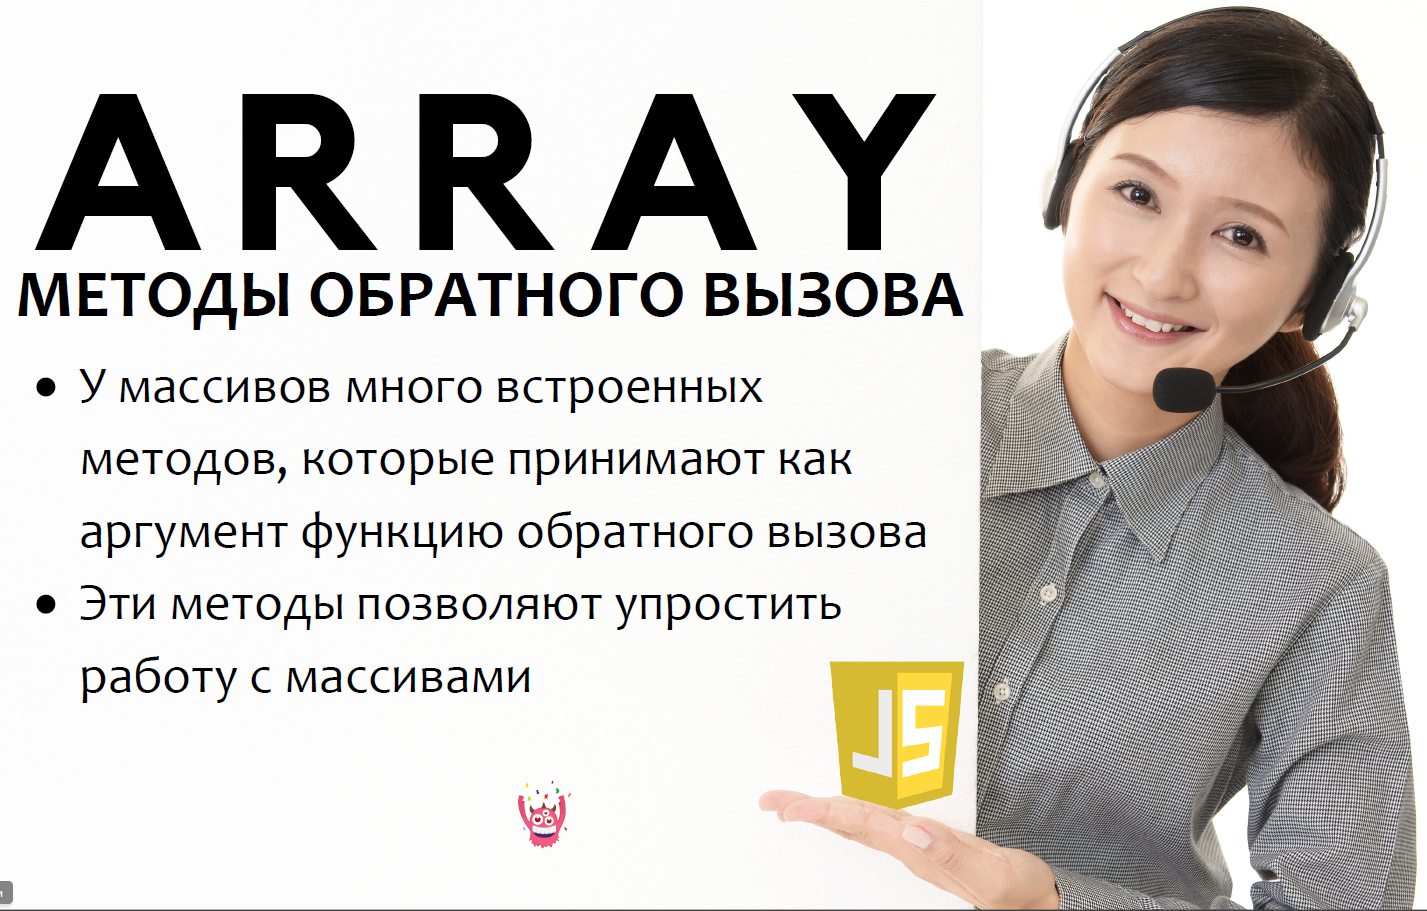 ARRAY
МЕТОДЫ ОБРАТНОГО ВЫЗОВА
• У массивов много встроенных
методов, которые принимают как
аргумент функцию обратного вызова
• Эти методы позволяют упростить
работу с массивами
JS